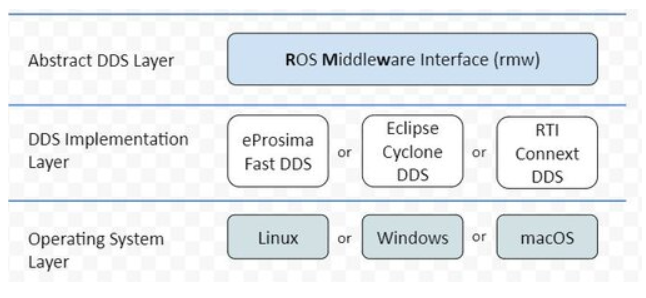 Abstract DDS Layer
ROS Middleware Interface (rmw)
DDS Implementation
Layer
eProsima
Fast DDS
or
Eclipse
Cyclone
DDS
or
RTI
Connext
DDS
Operating System
Layer
Linux
or
Windows
or
macOS